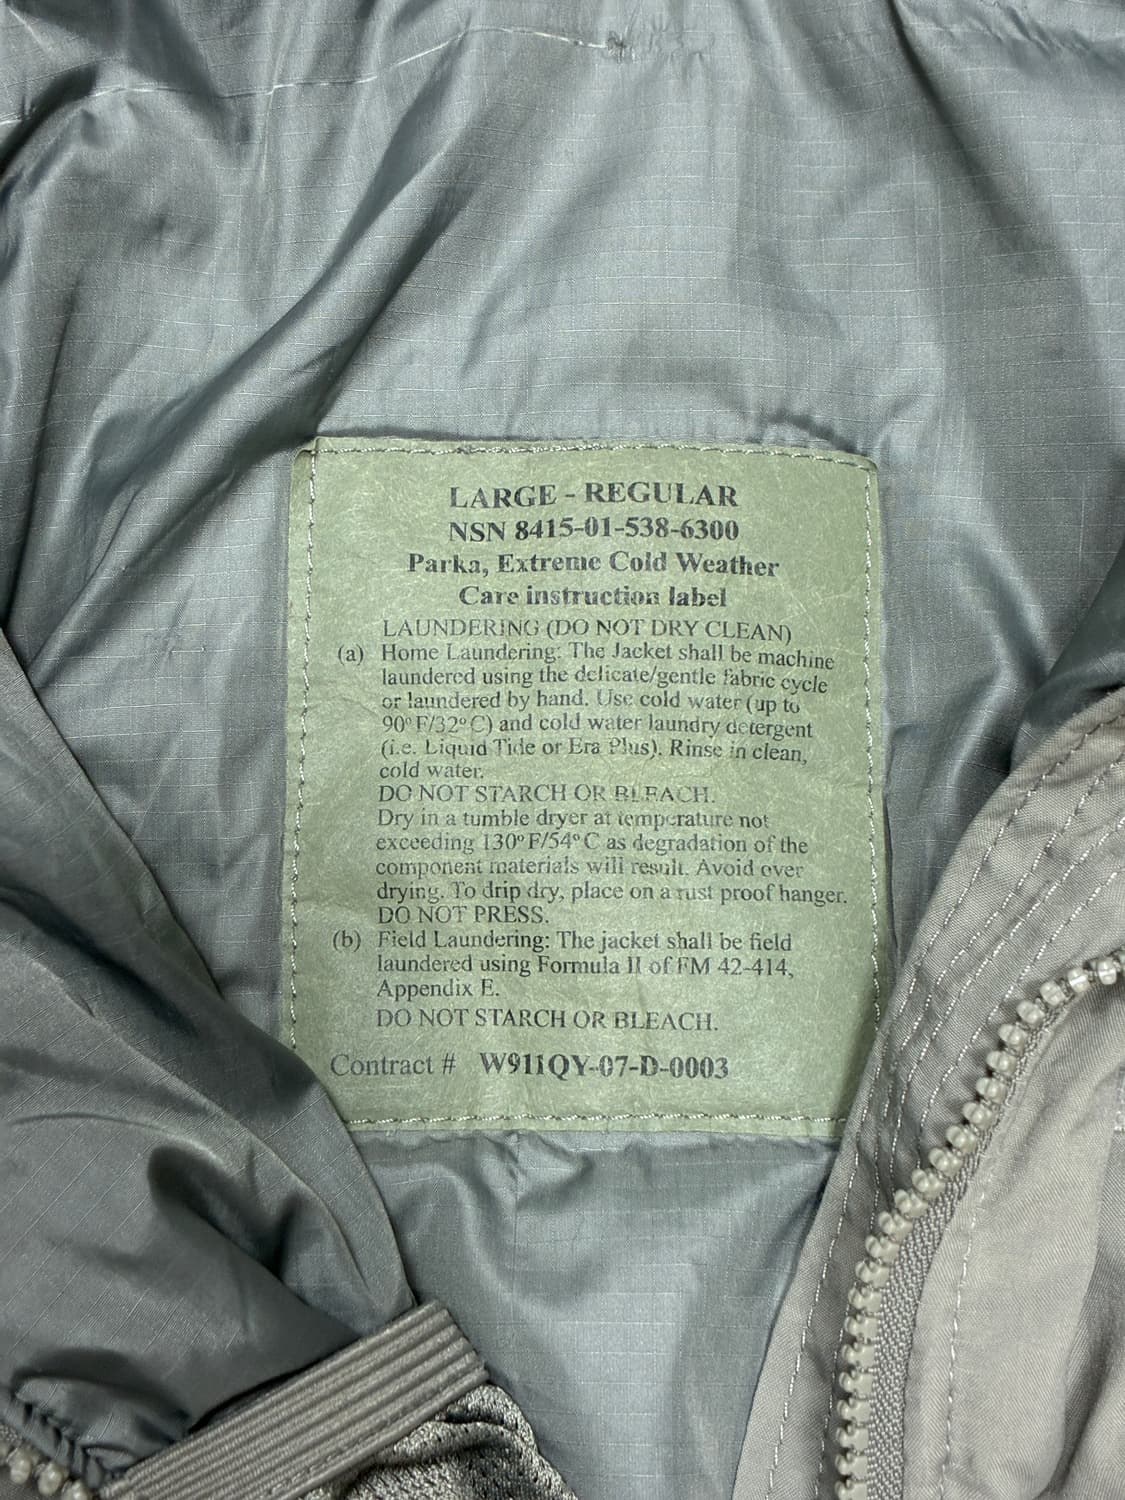 LARGE - REGULAR
NSN 8415-01-538-6300
Parka, Extreme Cold Weather
Care instruction label
LAUNDERING (DO NOT DRY CLEAN)
(a) Home Laundering: The Jacket shall be machine
laundered using the delicate/gentle fabric cycle
or laundered by hand. Use cold water (up to
90° F/32° C) and cold water laundry detergent
(i.e. Liquid Tide or Era Plus). Rinse in clean,
cold water.
DO NOT STARCH OR BLEACH.
Dry in a tumble dryer at temperature not
exceeding 130° F/54° C as degradation of the
component materials will result. Avoid over
drying. To drip dry, place on a rust proof hanger.
DO NOT PRESS.
(b) Field Laundering: The jacket shall be field
laundered using Formula II of FM 42-414,
Appendix E.
DO NOT STARCH OR BLEACH.
Contract # W911QY-07-D-0003